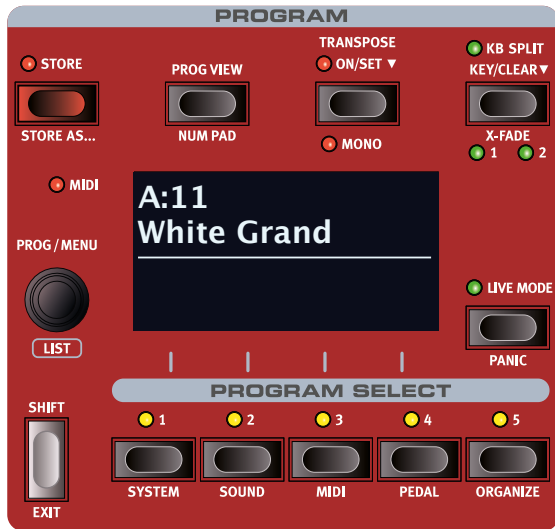 PROGRAM
STORE
PROG VIEW
TRANSPOSE
ON/SET ▼
KB SPLIT
KEY/CLEAR▼
STORE AS...
NUM PAD
MONO
X-FADE
1 2
MIDI
A:11
White Grand
PROG/MENU
LIST
LIVE MODE
PANIC
PROGRAM SELECT
SHIFT
1 2 3 4 5
SYSTEM SOUND MIDI PEDAL ORGANIZE
EXIT